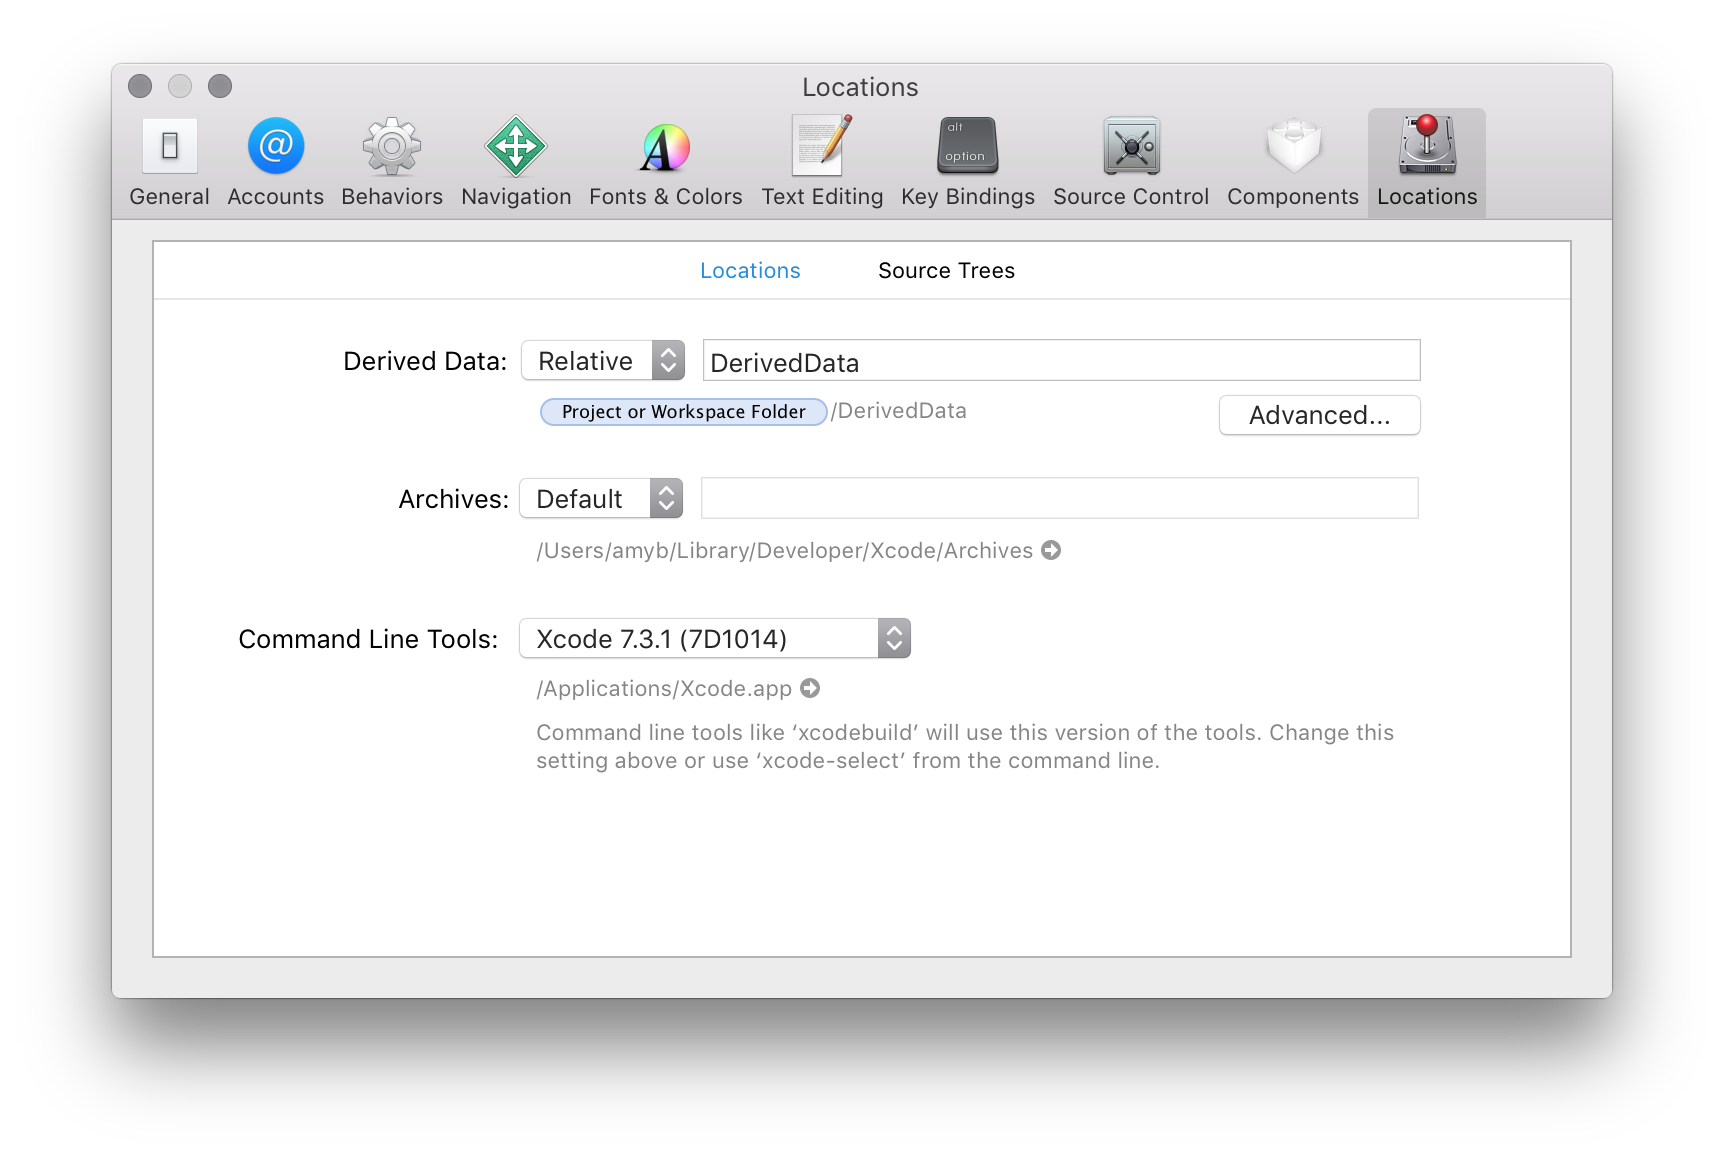 Locations
@
alt
option
A
General Accounts Behaviors Navigation Fonts & Colors Text Editing Key Bindings Source Control Components Locations
Locations Source Trees
Derived Data: Relative DerivedData
Project or Workspace Folder /DerivedData Advanced...
Archives: Default
/Users/amyb/Library/Developer/Xcode/Archives
Command Line Tools: Xcode 7.3.1 (7D1014)
/Applications/Xcode.app
Command line tools like ‘xcodebuild’ will use this version of the tools. Change this
setting above or use ‘xcode-select’ from the command line.